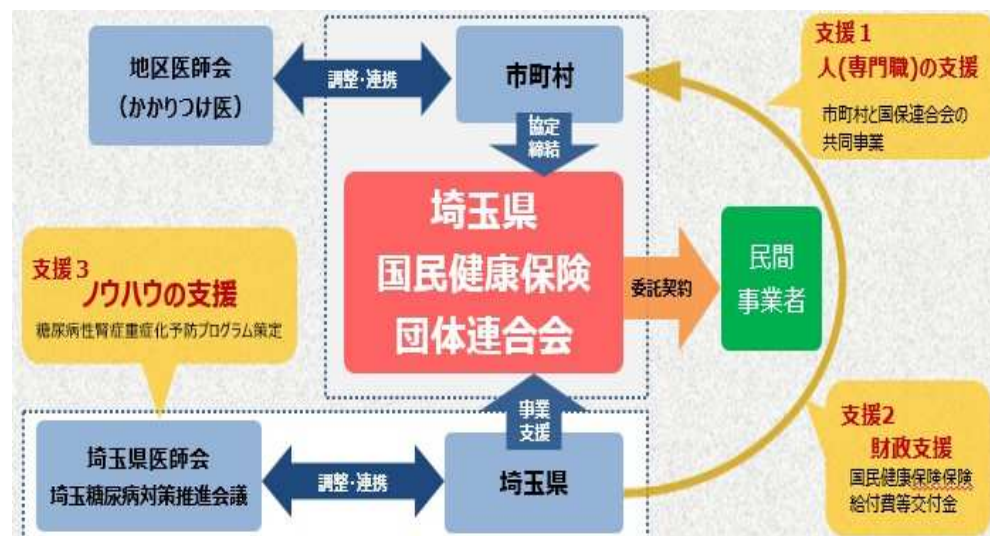 地区医師会
（かかりつけ医）
調整・連携
市町村
支援１
人(専門職)の支援
市町村と国保連合会の
共同事業
協定
締結
埼玉県
国民健康保険
団体連合会
委託契約
民間
事業者
支援３
ノウハウの支援
糖尿病性腎症重症化予防プログラム策定
事業
支援
支援2
財政支援
国民健康保険保険
給付費等交付金
埼玉県医師会
埼玉糖尿病対策推進会議
調整・連携
埼玉県